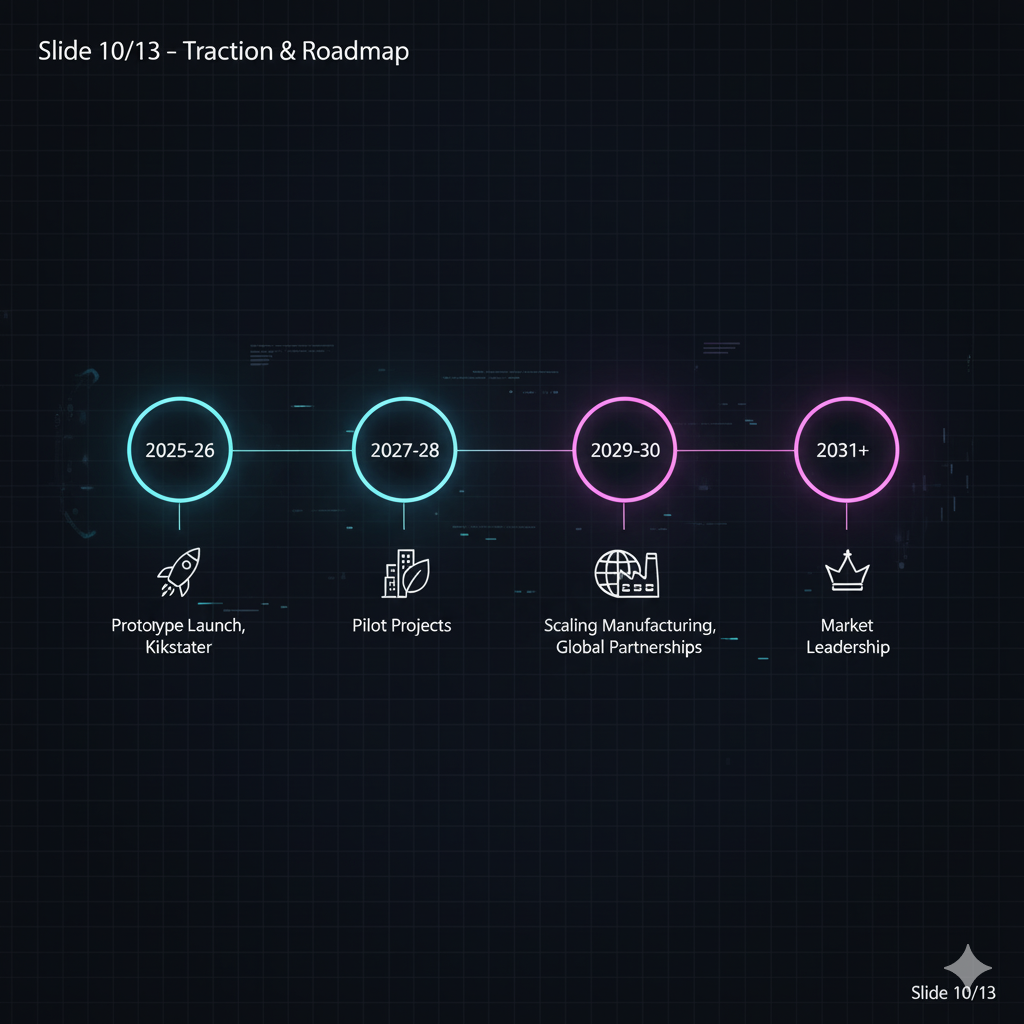 Slide 10/13 – Traction & Roadmap
2025-26
2027-28
2029-30
2031+
Prototype Launch,
Kikstater
Pilot Projects
Scaling Manufacturing,
Global Partnerships
Market
Leadership
Slide 10/13